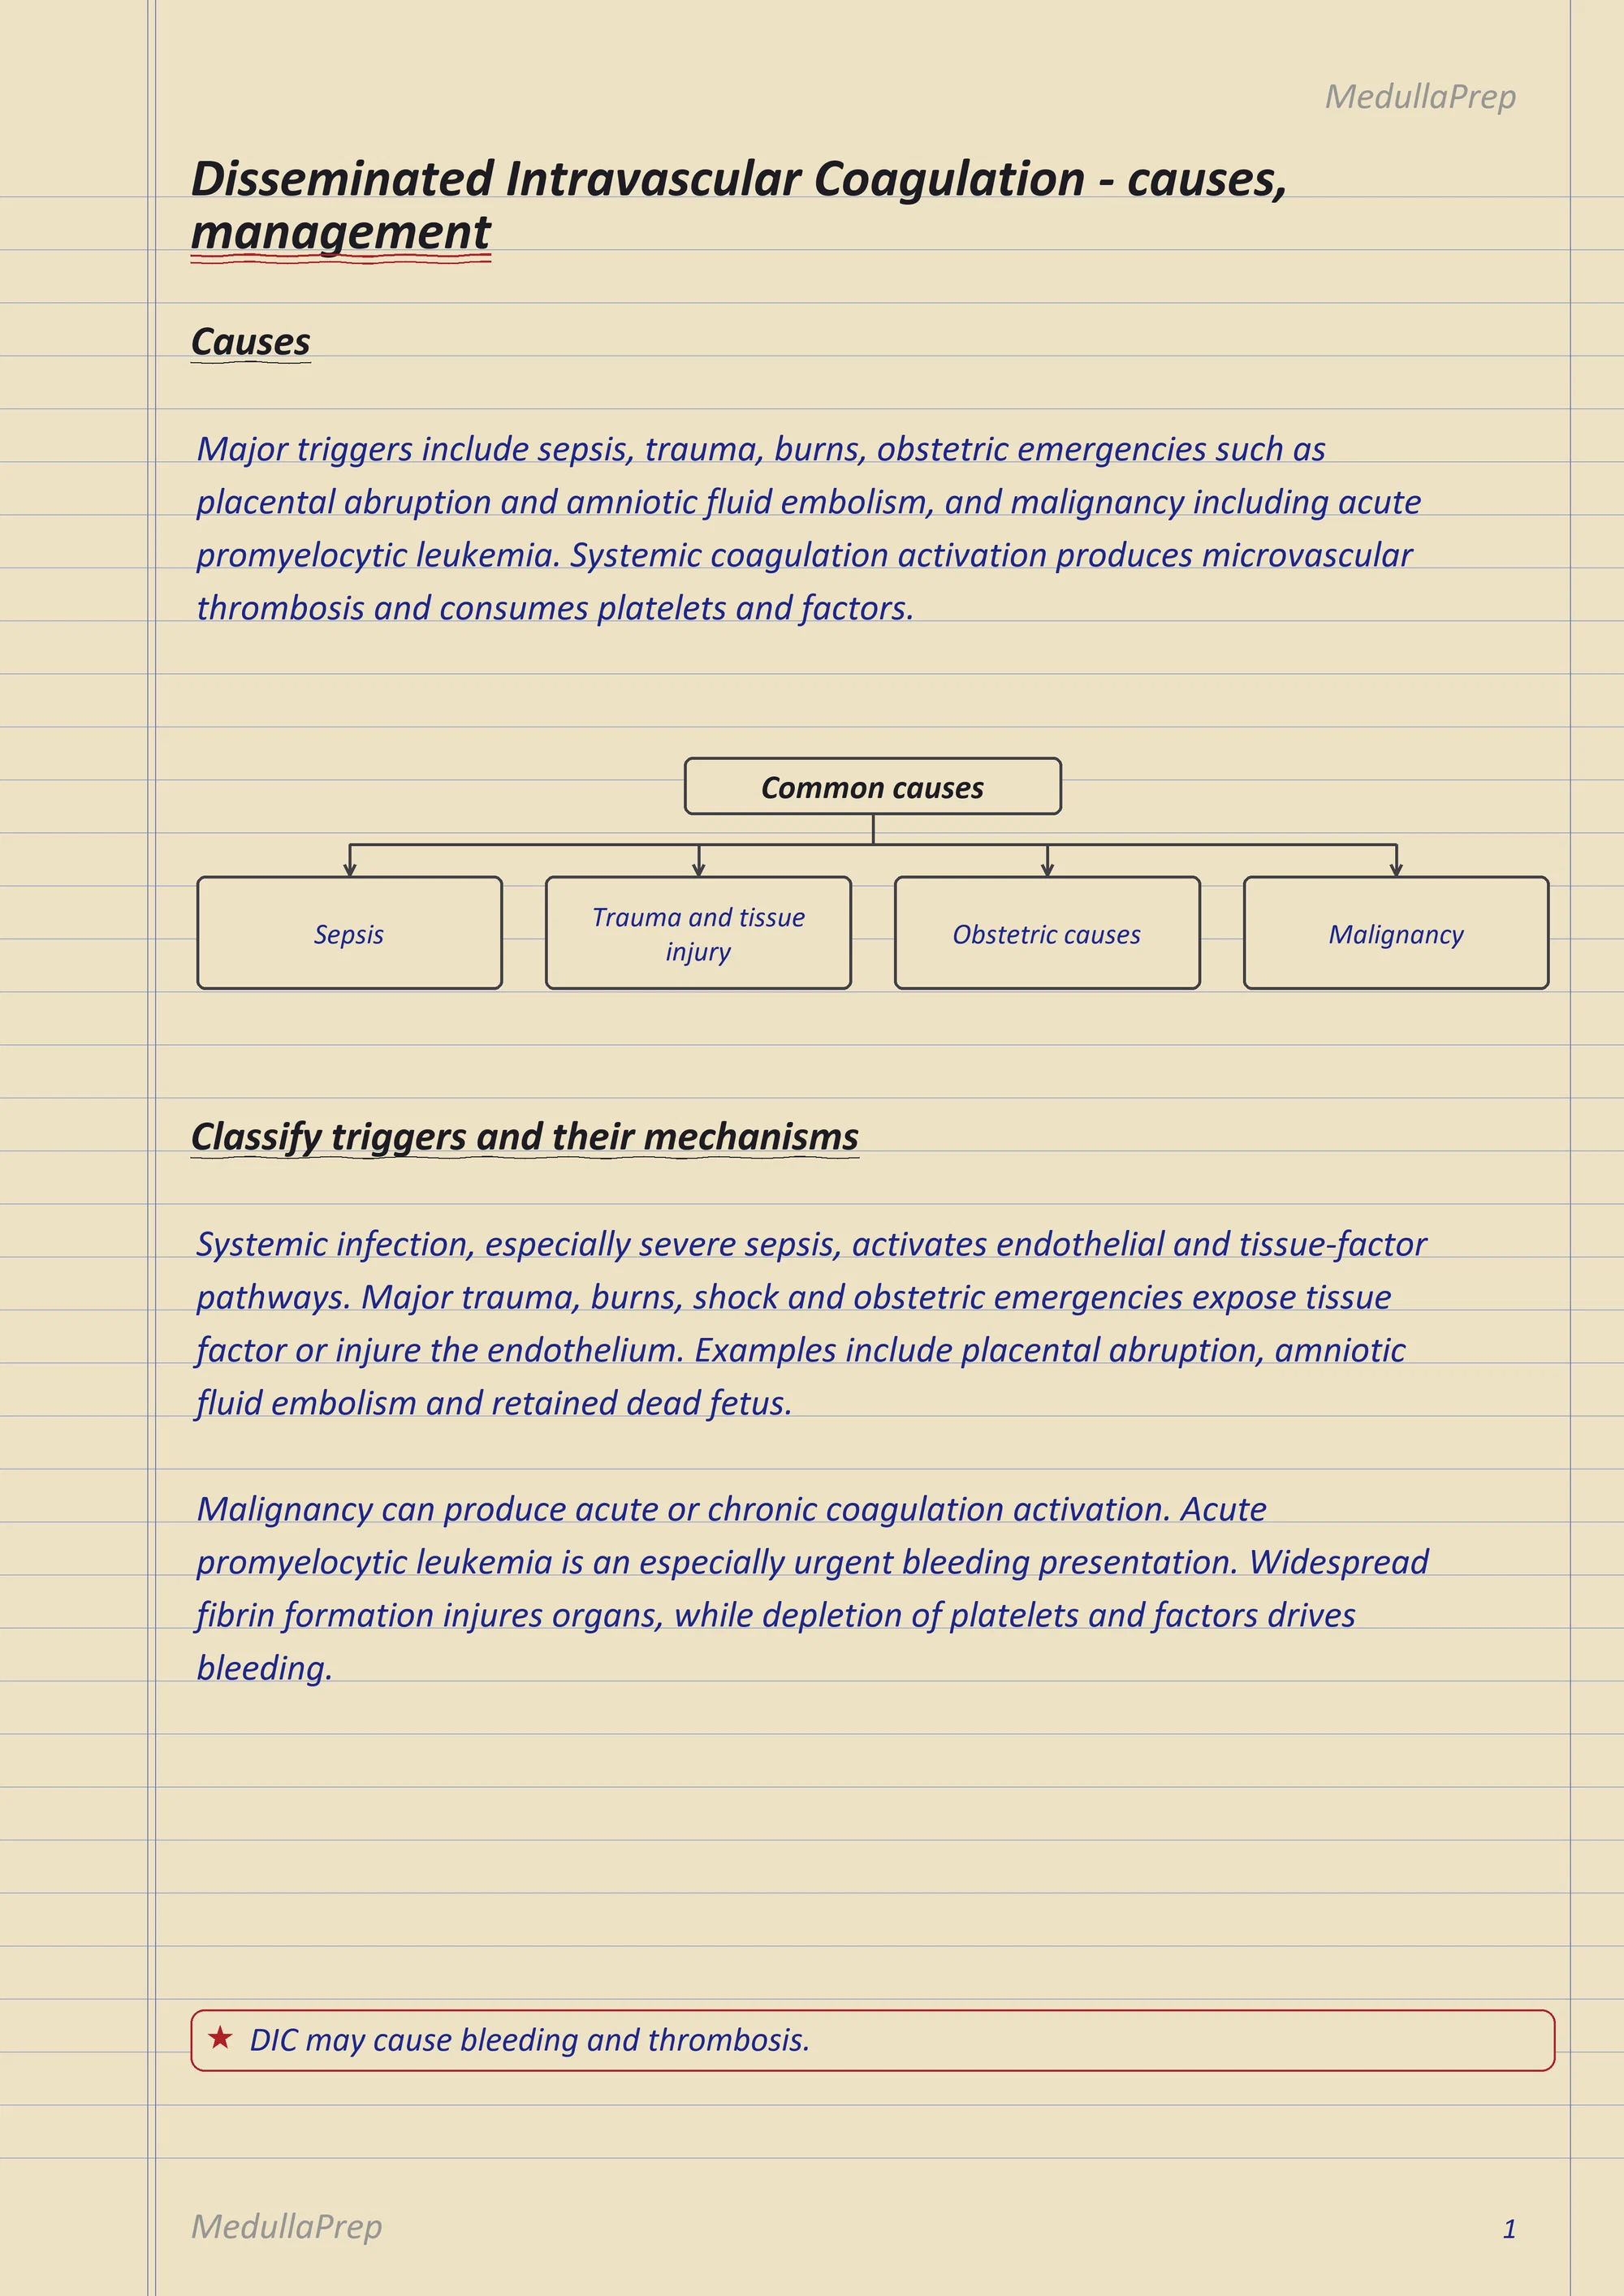 MedullaPrep
Disseminated Intravascular Coagulation - causes,
management
Causes
Major triggers include sepsis, trauma, burns, obstetric emergencies such as
placental abruption and amniotic fluid embolism, and malignancy including acute
promyelocytic leukemia. Systemic coagulation activation produces microvascular
thrombosis and consumes platelets and factors.
Common causes
Sepsis
Trauma and tissue
injury
Obstetric causes
Malignancy
Classify triggers and their mechanisms
Systemic infection, especially severe sepsis, activates endothelial and tissue-factor
pathways. Major trauma, burns, shock and obstetric emergencies expose tissue
factor or injure the endothelium. Examples include placental abruption, amniotic
fluid embolism and retained dead fetus.
Malignancy can produce acute or chronic coagulation activation. Acute
promyelocytic leukemia is an especially urgent bleeding presentation. Widespread
fibrin formation injures organs, while depletion of platelets and factors drives
bleeding.
★ DIC may cause bleeding and thrombosis.
MedullaPrep
1